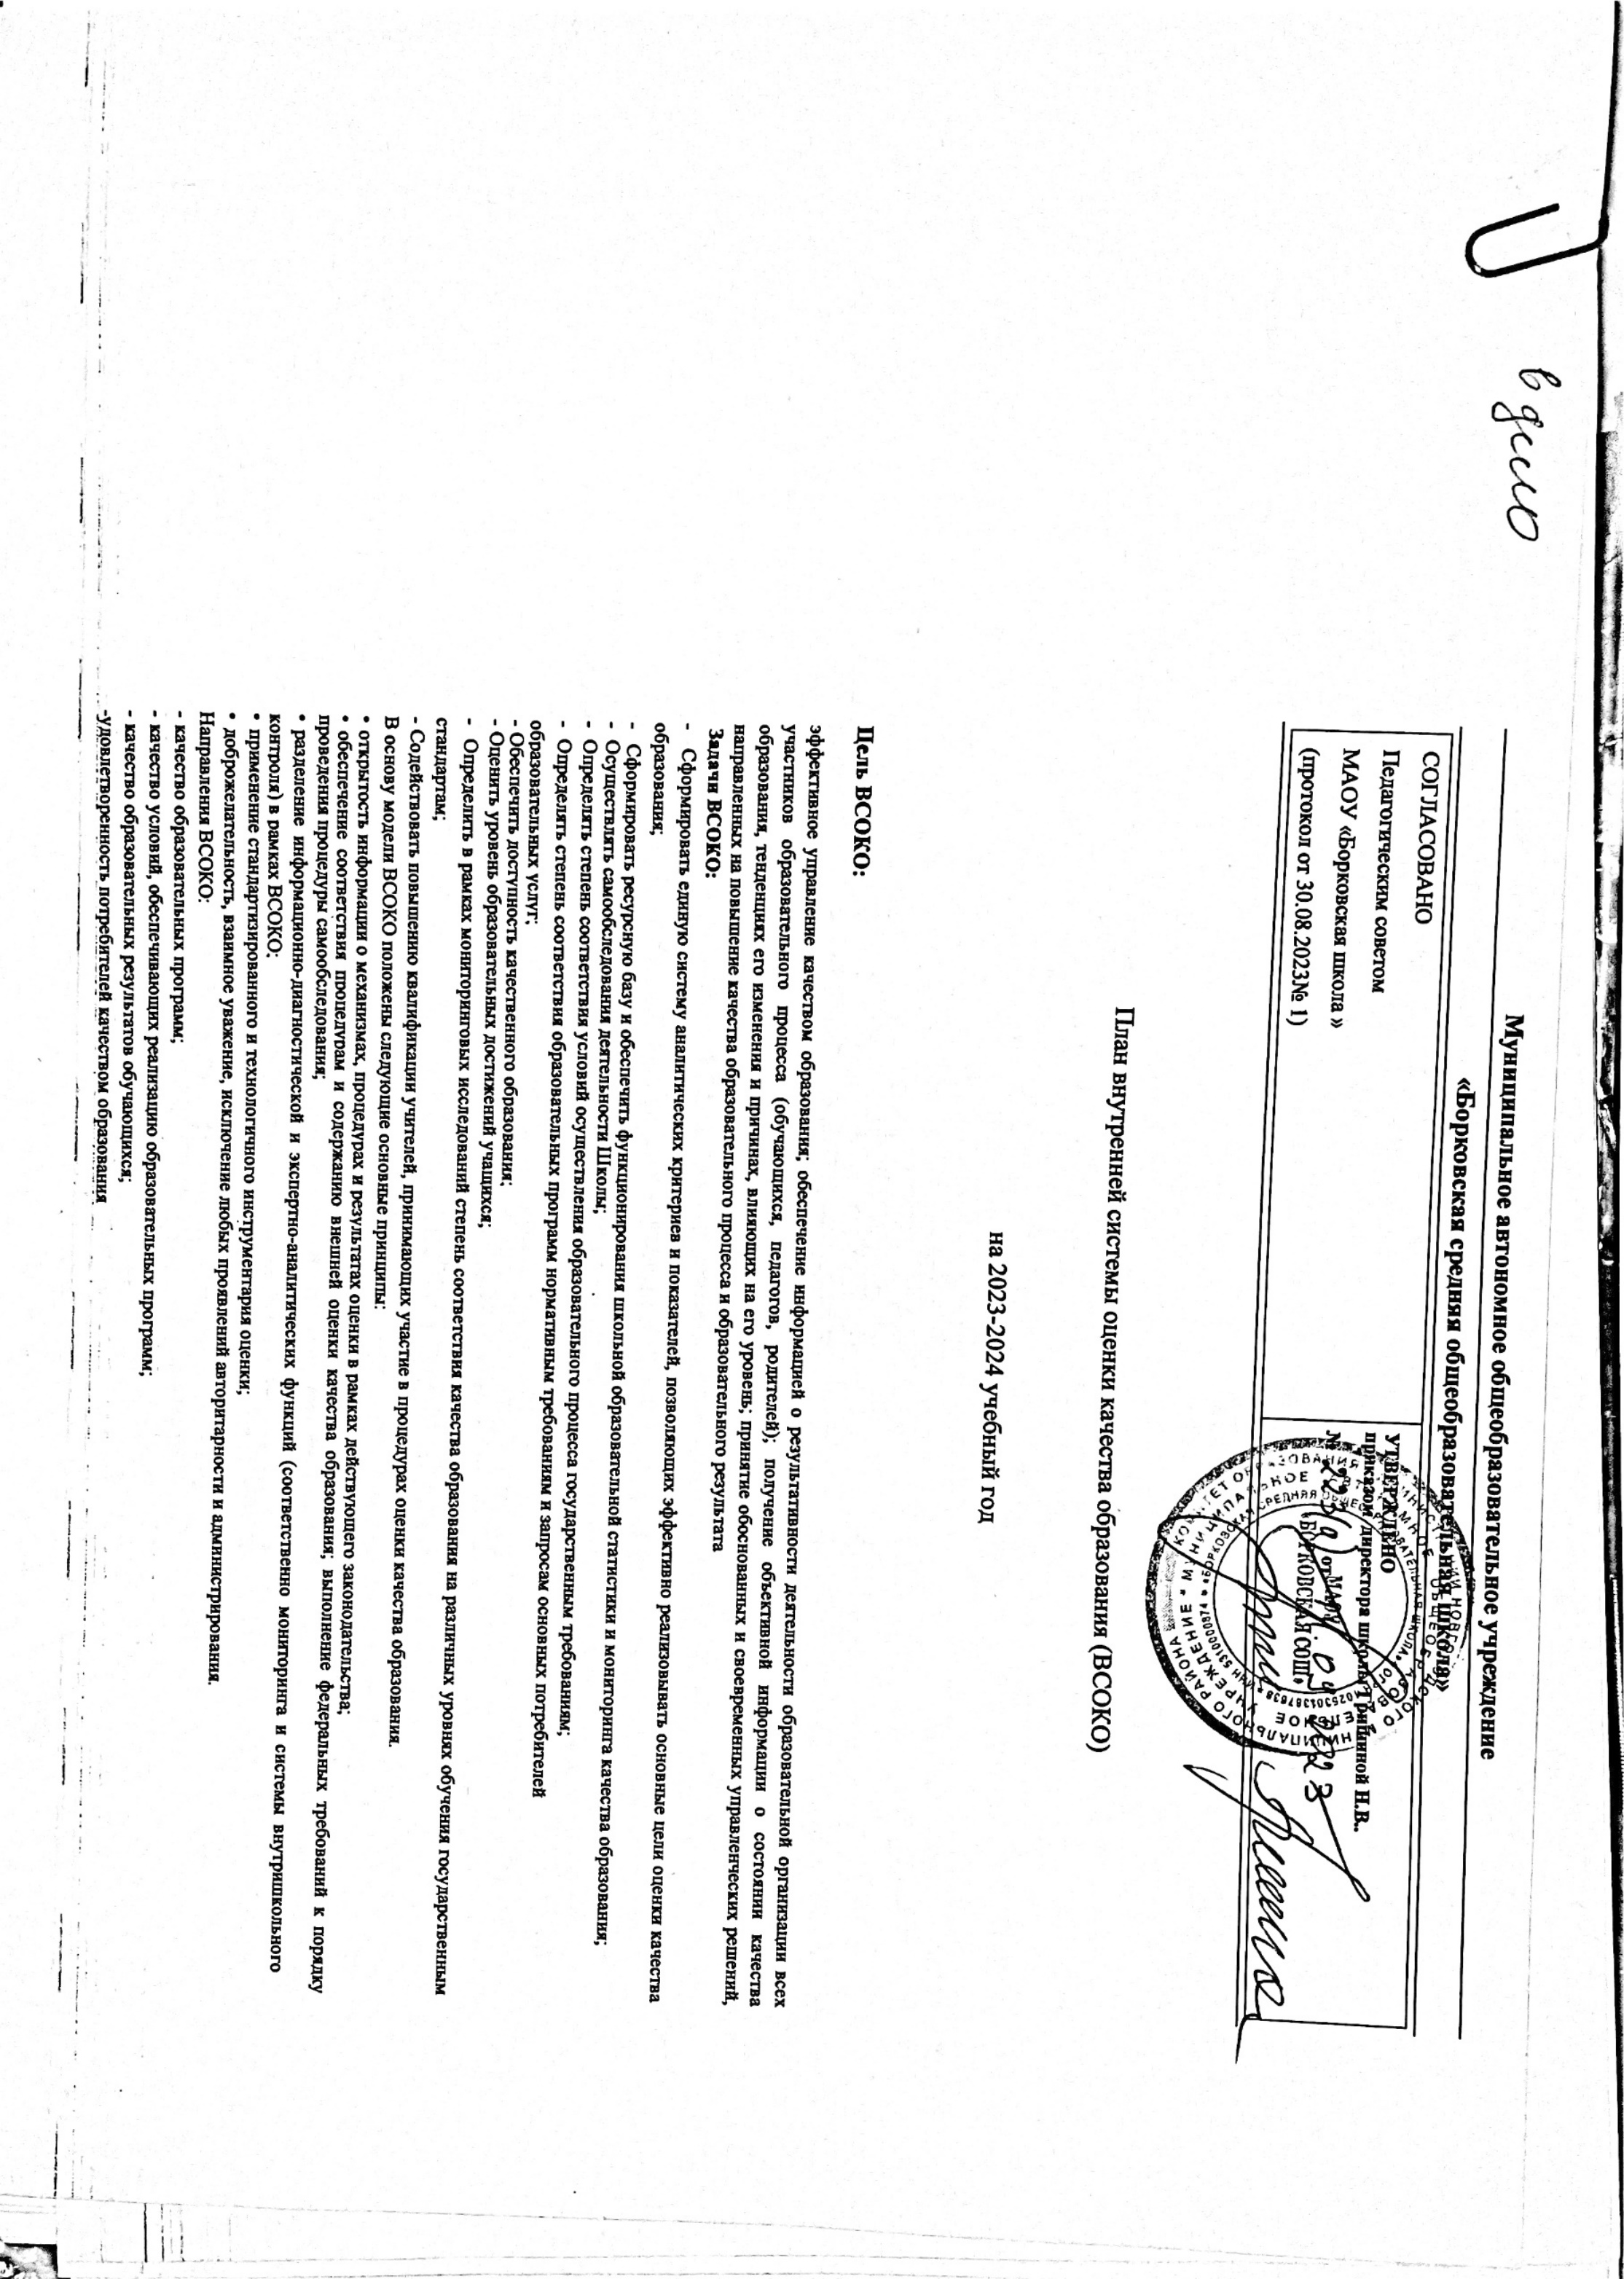 в дело
Муниципальное автономное общеобразовательное учреждение
«Борковская средняя общеобразовательная школа»
СОГЛАСОВАНО
Педагогическим советом
МАОУ «Борковская школа »
(протокол от 30.08.2023№ 1)
УТВЕРЖДЕНО
приказом директора школы Гришиной Н.В..
№ от 2023
МАОУ
"БОРКОВСКАЯ СОШ"
План внутренней системы оценки качества образования (ВСОКО)
на 2023-2024 учебный год
Цель ВСОКО:
эффективное управление качеством образования; обеспечение информацией о результативности деятельности образовательной организации всех
участников образовательного процесса (обучающихся, педагогов, родителей); получение объективной информации о состоянии качества
образования, тенденциях его изменения и причинах, влияющих на его уровень; принятие обоснованных и своевременных управленческих решений,
направленных на повышение качества образовательного процесса и образовательного результата
Задачи ВСОКО:
- Сформировать единую систему аналитических критериев и показателей, позволяющих эффективно реализовывать основные цели оценки качества
образования;
- Сформировать ресурсную базу и обеспечить функционирования школьной образовательной статистики и мониторинга качества образования;
- Осуществлять самообследования деятельности Школы;
- Определять степень соответствия условий осуществления образовательного процесса государственным требованиям;
- Определять степень соответствия образовательных программ нормативным требованиям и запросам основных потребителей
образовательных услуг;
- Обеспечить доступность качественного образования;
- Оценить уровень образовательных достижений учащихся;
- Определить в рамках мониторинговых исследований степень соответствия качества образования на различных уровнях обучения государственным
стандартам;
- Содействовать повышению квалификации учителей, принимающих участие в процедурах оценки качества образования.
В основу модели ВСОКО положены следующие основные принципы:
• открытость информации о механизмах, процедурах и результатах оценки в рамках действующего законодательства;
• обеспечение соответствия процедурам и содержанию внешней оценки качества образования; выполнение федеральных требований к порядку
проведения процедуры самообследования;
• разделение информационно-диагностической и экспертно-аналитических функций (соответственно мониторинга и системы внутришкольного
контроля) в рамках ВСОКО:
• применение стандартизированного и технологичного инструментария оценки;
• доброжелательность, взаимное уважение, исключение любых проявлений авторитарности и администрирования.
Направления ВСОКО:
- качество образовательных программ;
- качество условий, обеспечивающих реализацию образовательных программ;
- качество образовательных результатов обучающихся;
-удовлетворенность потребителей качеством образования